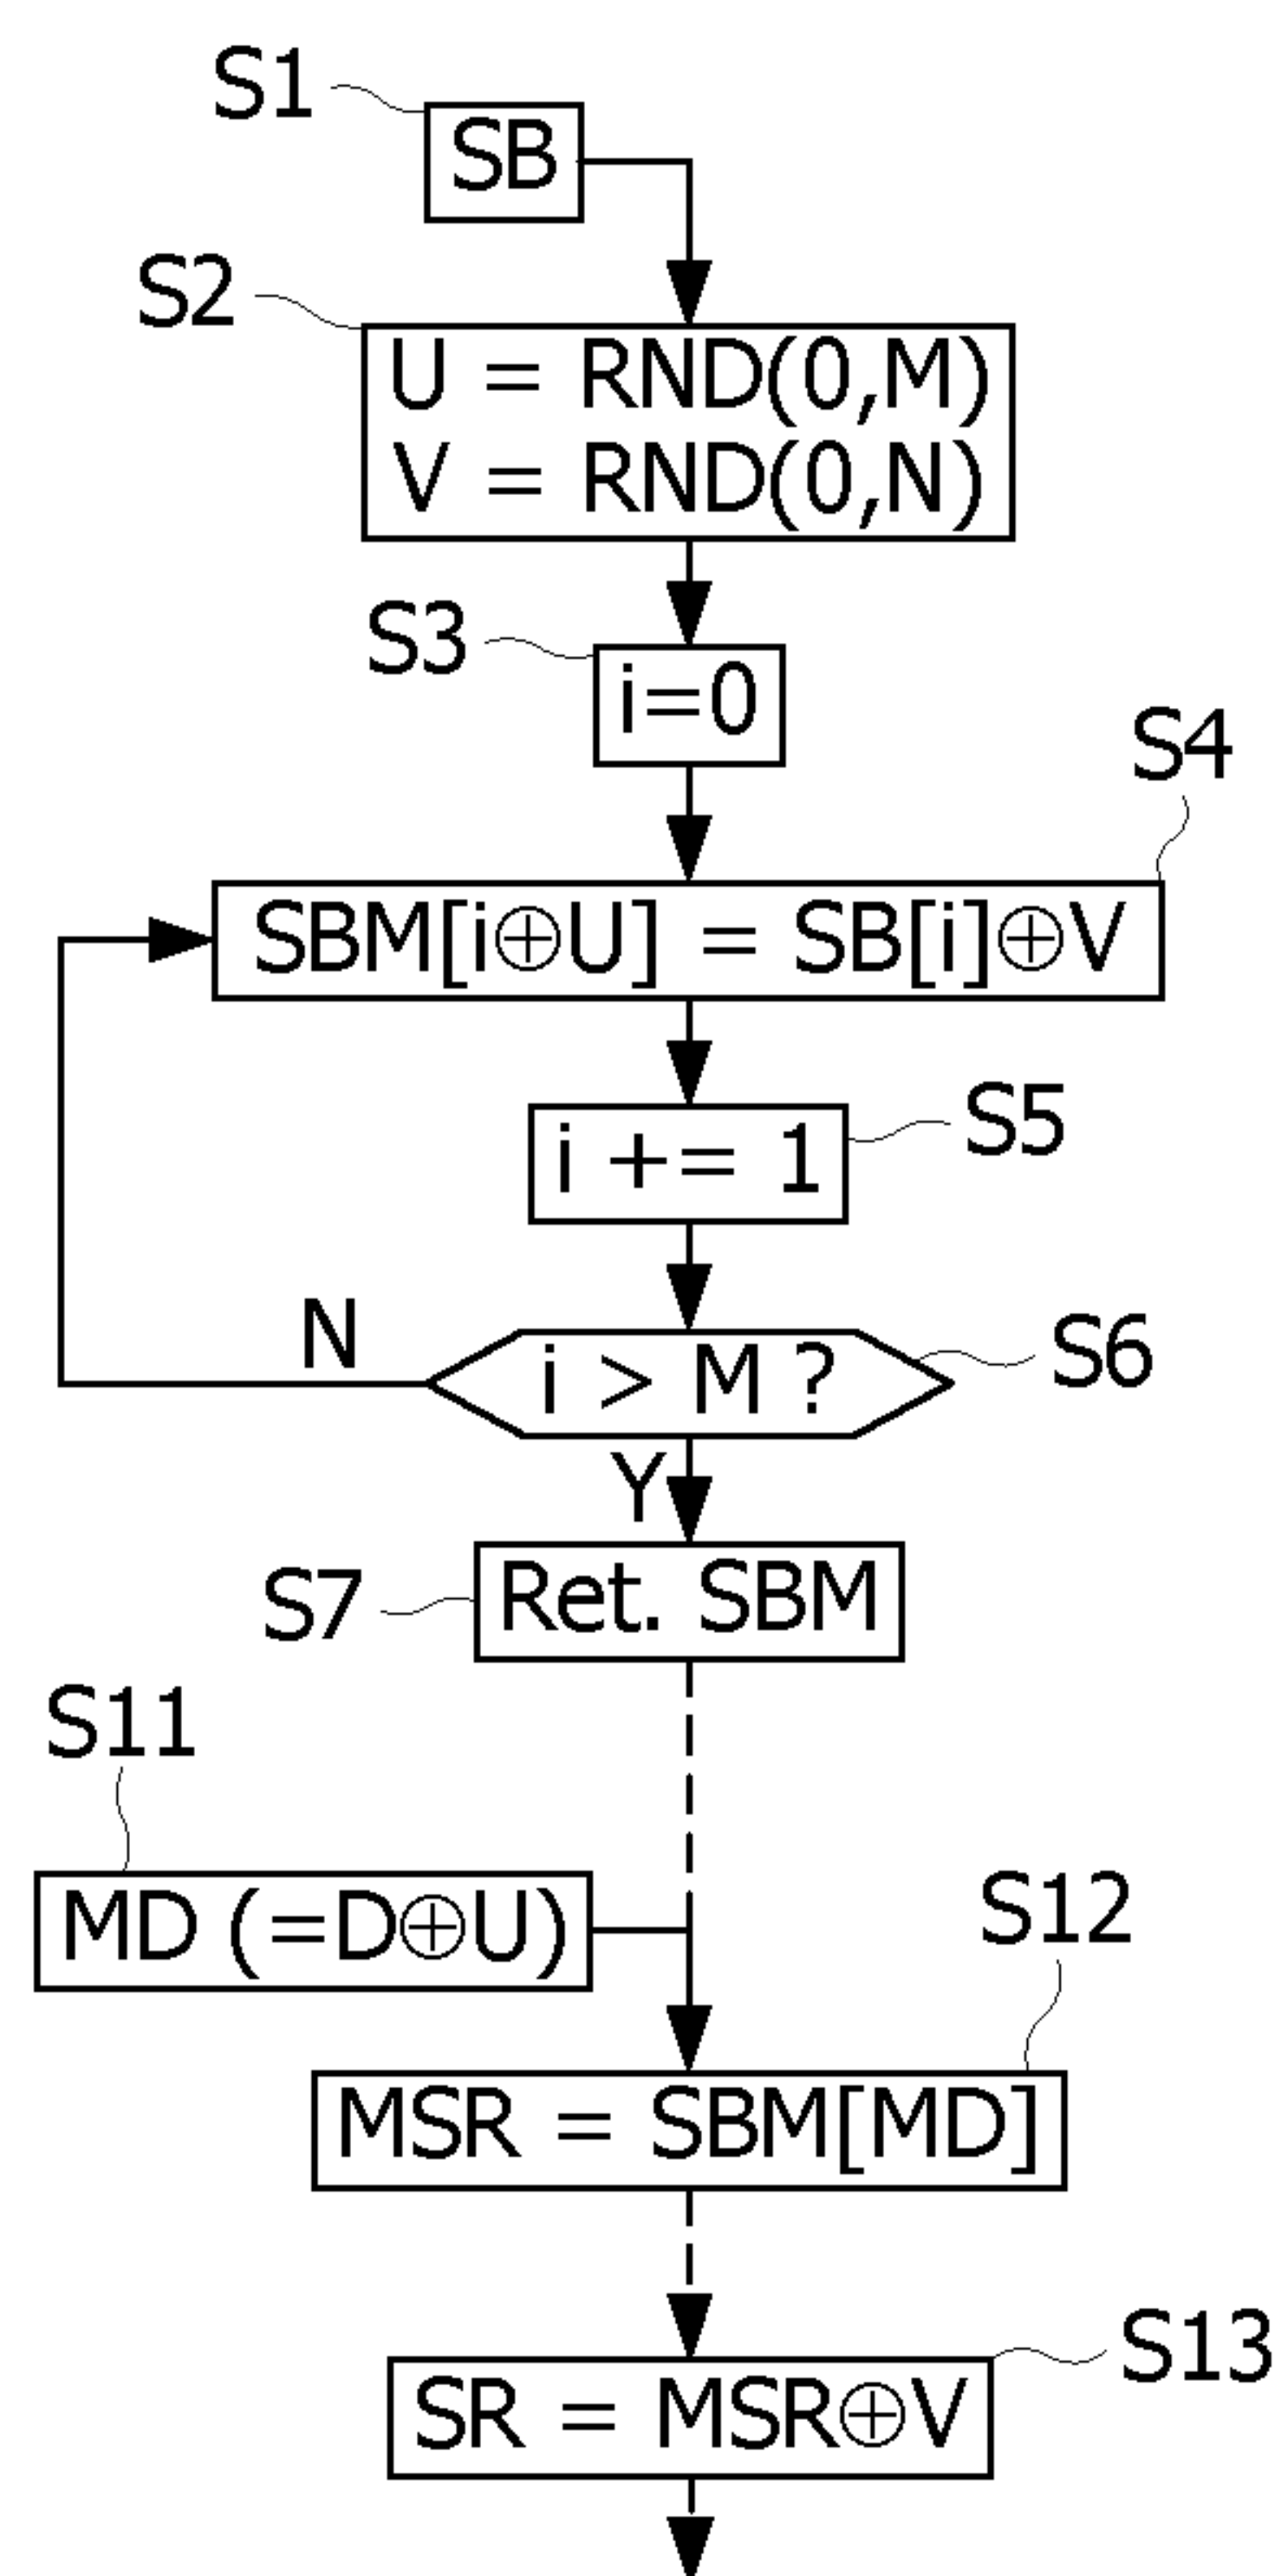 S1
SB
S2
U = RND(0,M)
V = RND(0,N)
S3
i=0
S4
SBM[i⊕U] = SB[i]⊕V
S5
i += 1
N
S6
i > M ?
Y
S7
Ret. SBM
S11
MD (=D⊕U)
S12
MSR = SBM[MD]
S13
SR = MSR⊕V